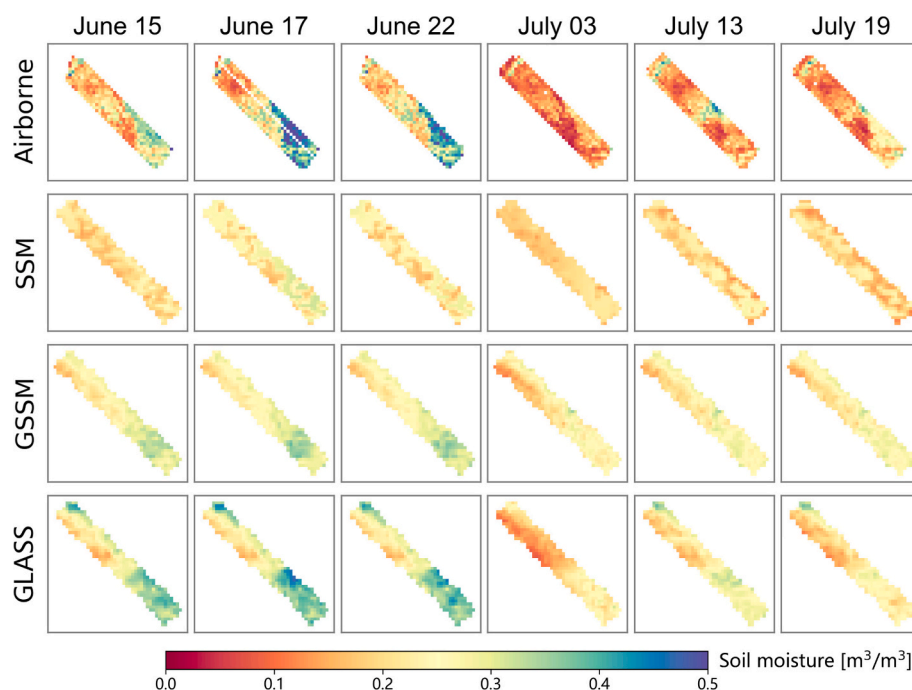 June 15 June 17 June 22 July 03 July 13 July 19
Airborne
SSM
GSSM
GLASS
Soil moisture [m³/m³]
0.0 0.1 0.2 0.3 0.4 0.5